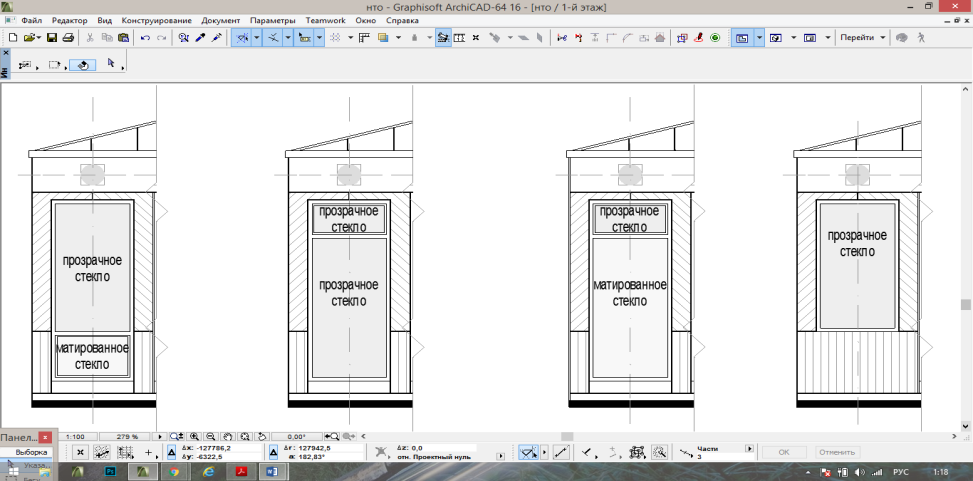 нто - Graphisoft ArchiCAD-64 16 - [нто / 1-й этаж]
Файл Редактор Вид Конструирование Документ Параметры Teamwork Окно Справка
Перейти
Ин
прозрачное
стекло
матированное
стекло
прозрачное
стекло
прозрачное
стекло
прозрачное
стекло
матированное
стекло
прозрачное
стекло
Панел...
1:100 279 % 0,00°
Выборка
Указа...
Δx: -127786,2
Δy: -6322,5
Δr: 127942,5
α: 182,83°
Δz: 0,0
отн. Проектный нуль
Части
3
OK Отменить
РУС 1:18